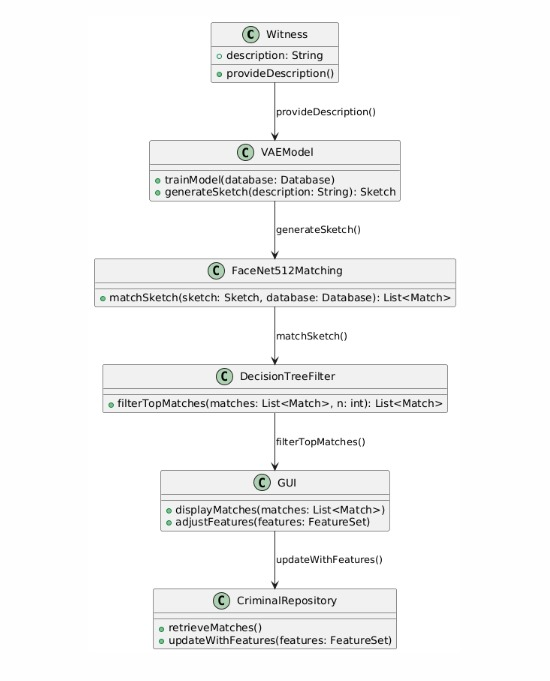 C Witness
description: String
provideDescription()
provideDescription()
C VAEModel
trainModel(database: Database)
generateSketch(description: String): Sketch
generateSketch()
C FaceNet512Matching
matchSketch(sketch: Sketch, database: Database): List<Match>
matchSketch()
C DecisionTreeFilter
filterTopMatches(matches: List<Match>, n: int): List<Match>
filterTopMatches()
C GUI
displayMatches(matches: List<Match>)
adjustFeatures(features: FeatureSet)
updateWithFeatures()
C CriminalRepository
retrieveMatches()
updateWithFeatures(features: FeatureSet)